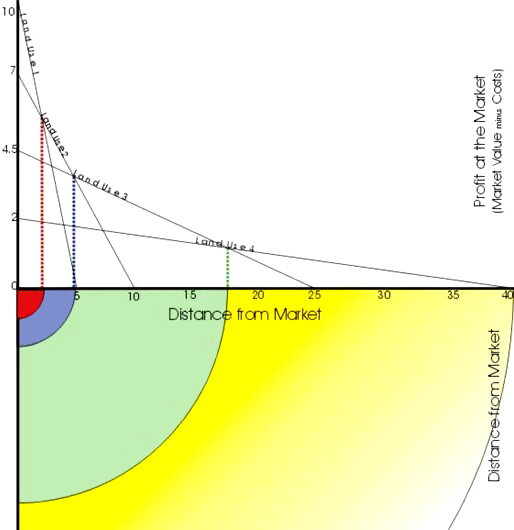 10
Land Use 1
7
Land Use 2
4.5
Land Use 3
2
Land Use 4
0
5
10
15
20
25
30
35
40
Distance from Market
Profit at the Market
(Market Value minus Costs)
Distance from Market